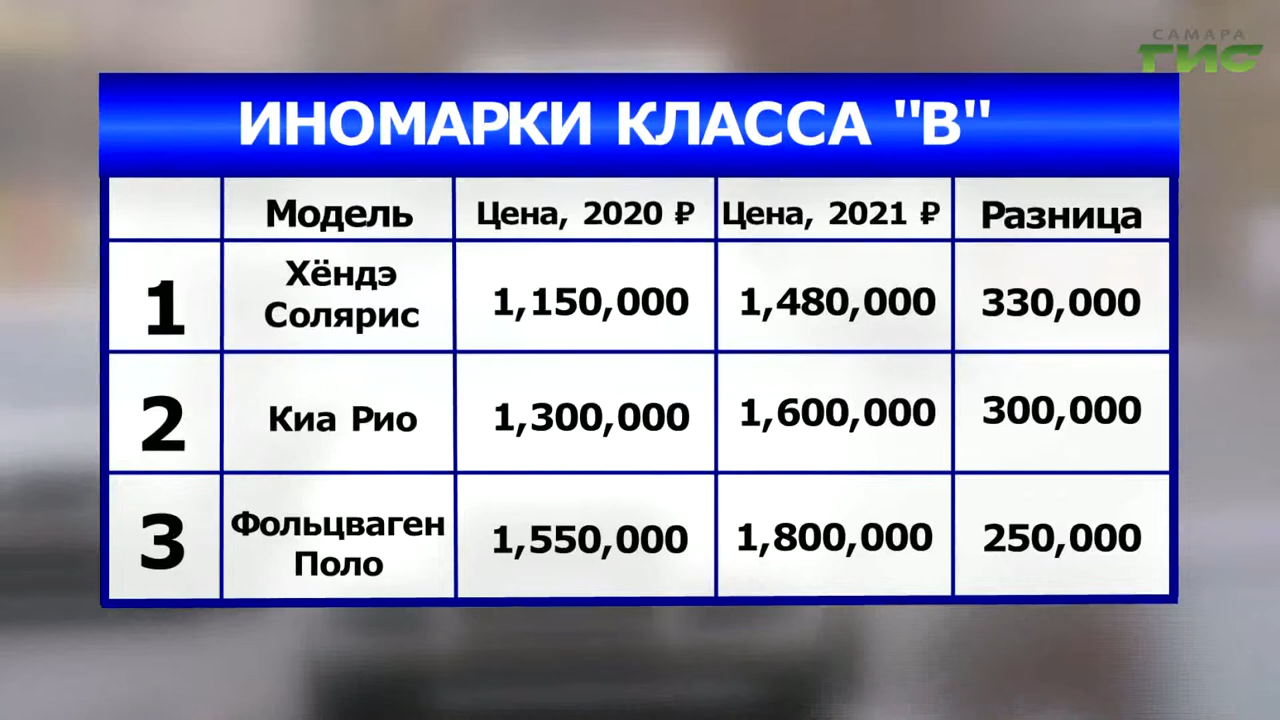 САМАРА
ГИС
ИНОМАРКИ КЛАССА "В"
Модель Цена, 2020 ₽ Цена, 2021 ₽ Разница
1 Хёндэ Солярис 1,150,000 1,480,000 330,000
2 Киа Рио 1,300,000 1,600,000 300,000
3 Фольцваген Поло 1,550,000 1,800,000 250,000